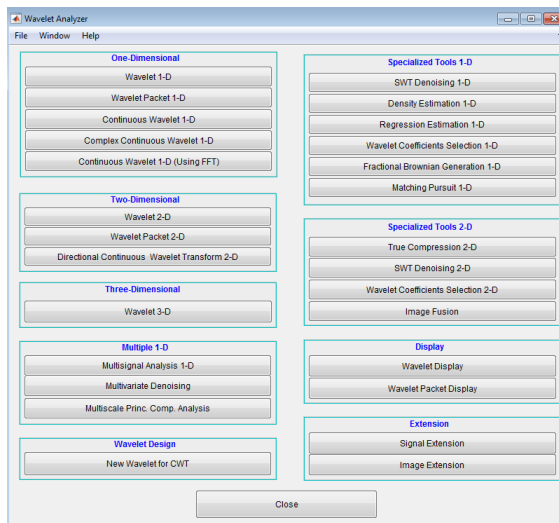 Wavelet Analyzer
File Window Help
One-Dimensional
Wavelet 1-D
Wavelet Packet 1-D
Continuous Wavelet 1-D
Complex Continuous Wavelet 1-D
Continuous Wavelet 1-D (Using FFT)
Two-Dimensional
Wavelet 2-D
Wavelet Packet 2-D
Directional Continuous Wavelet Transform 2-D
Three-Dimensional
Wavelet 3-D
Multiple 1-D
Multisignal Analysis 1-D
Multivariate Denoising
Multiscale Princ. Comp. Analysis
Wavelet Design
New Wavelet for CWT
Specialized Tools 1-D
SWT Denoising 1-D
Density Estimation 1-D
Regression Estimation 1-D
Wavelet Coefficients Selection 1-D
Fractional Brownian Generation 1-D
Matching Pursuit 1-D
Specialized Tools 2-D
True Compression 2-D
SWT Denoising 2-D
Wavelet Coefficients Selection 2-D
Image Fusion
Display
Wavelet Display
Wavelet Packet Display
Extension
Signal Extension
Image Extension
Close